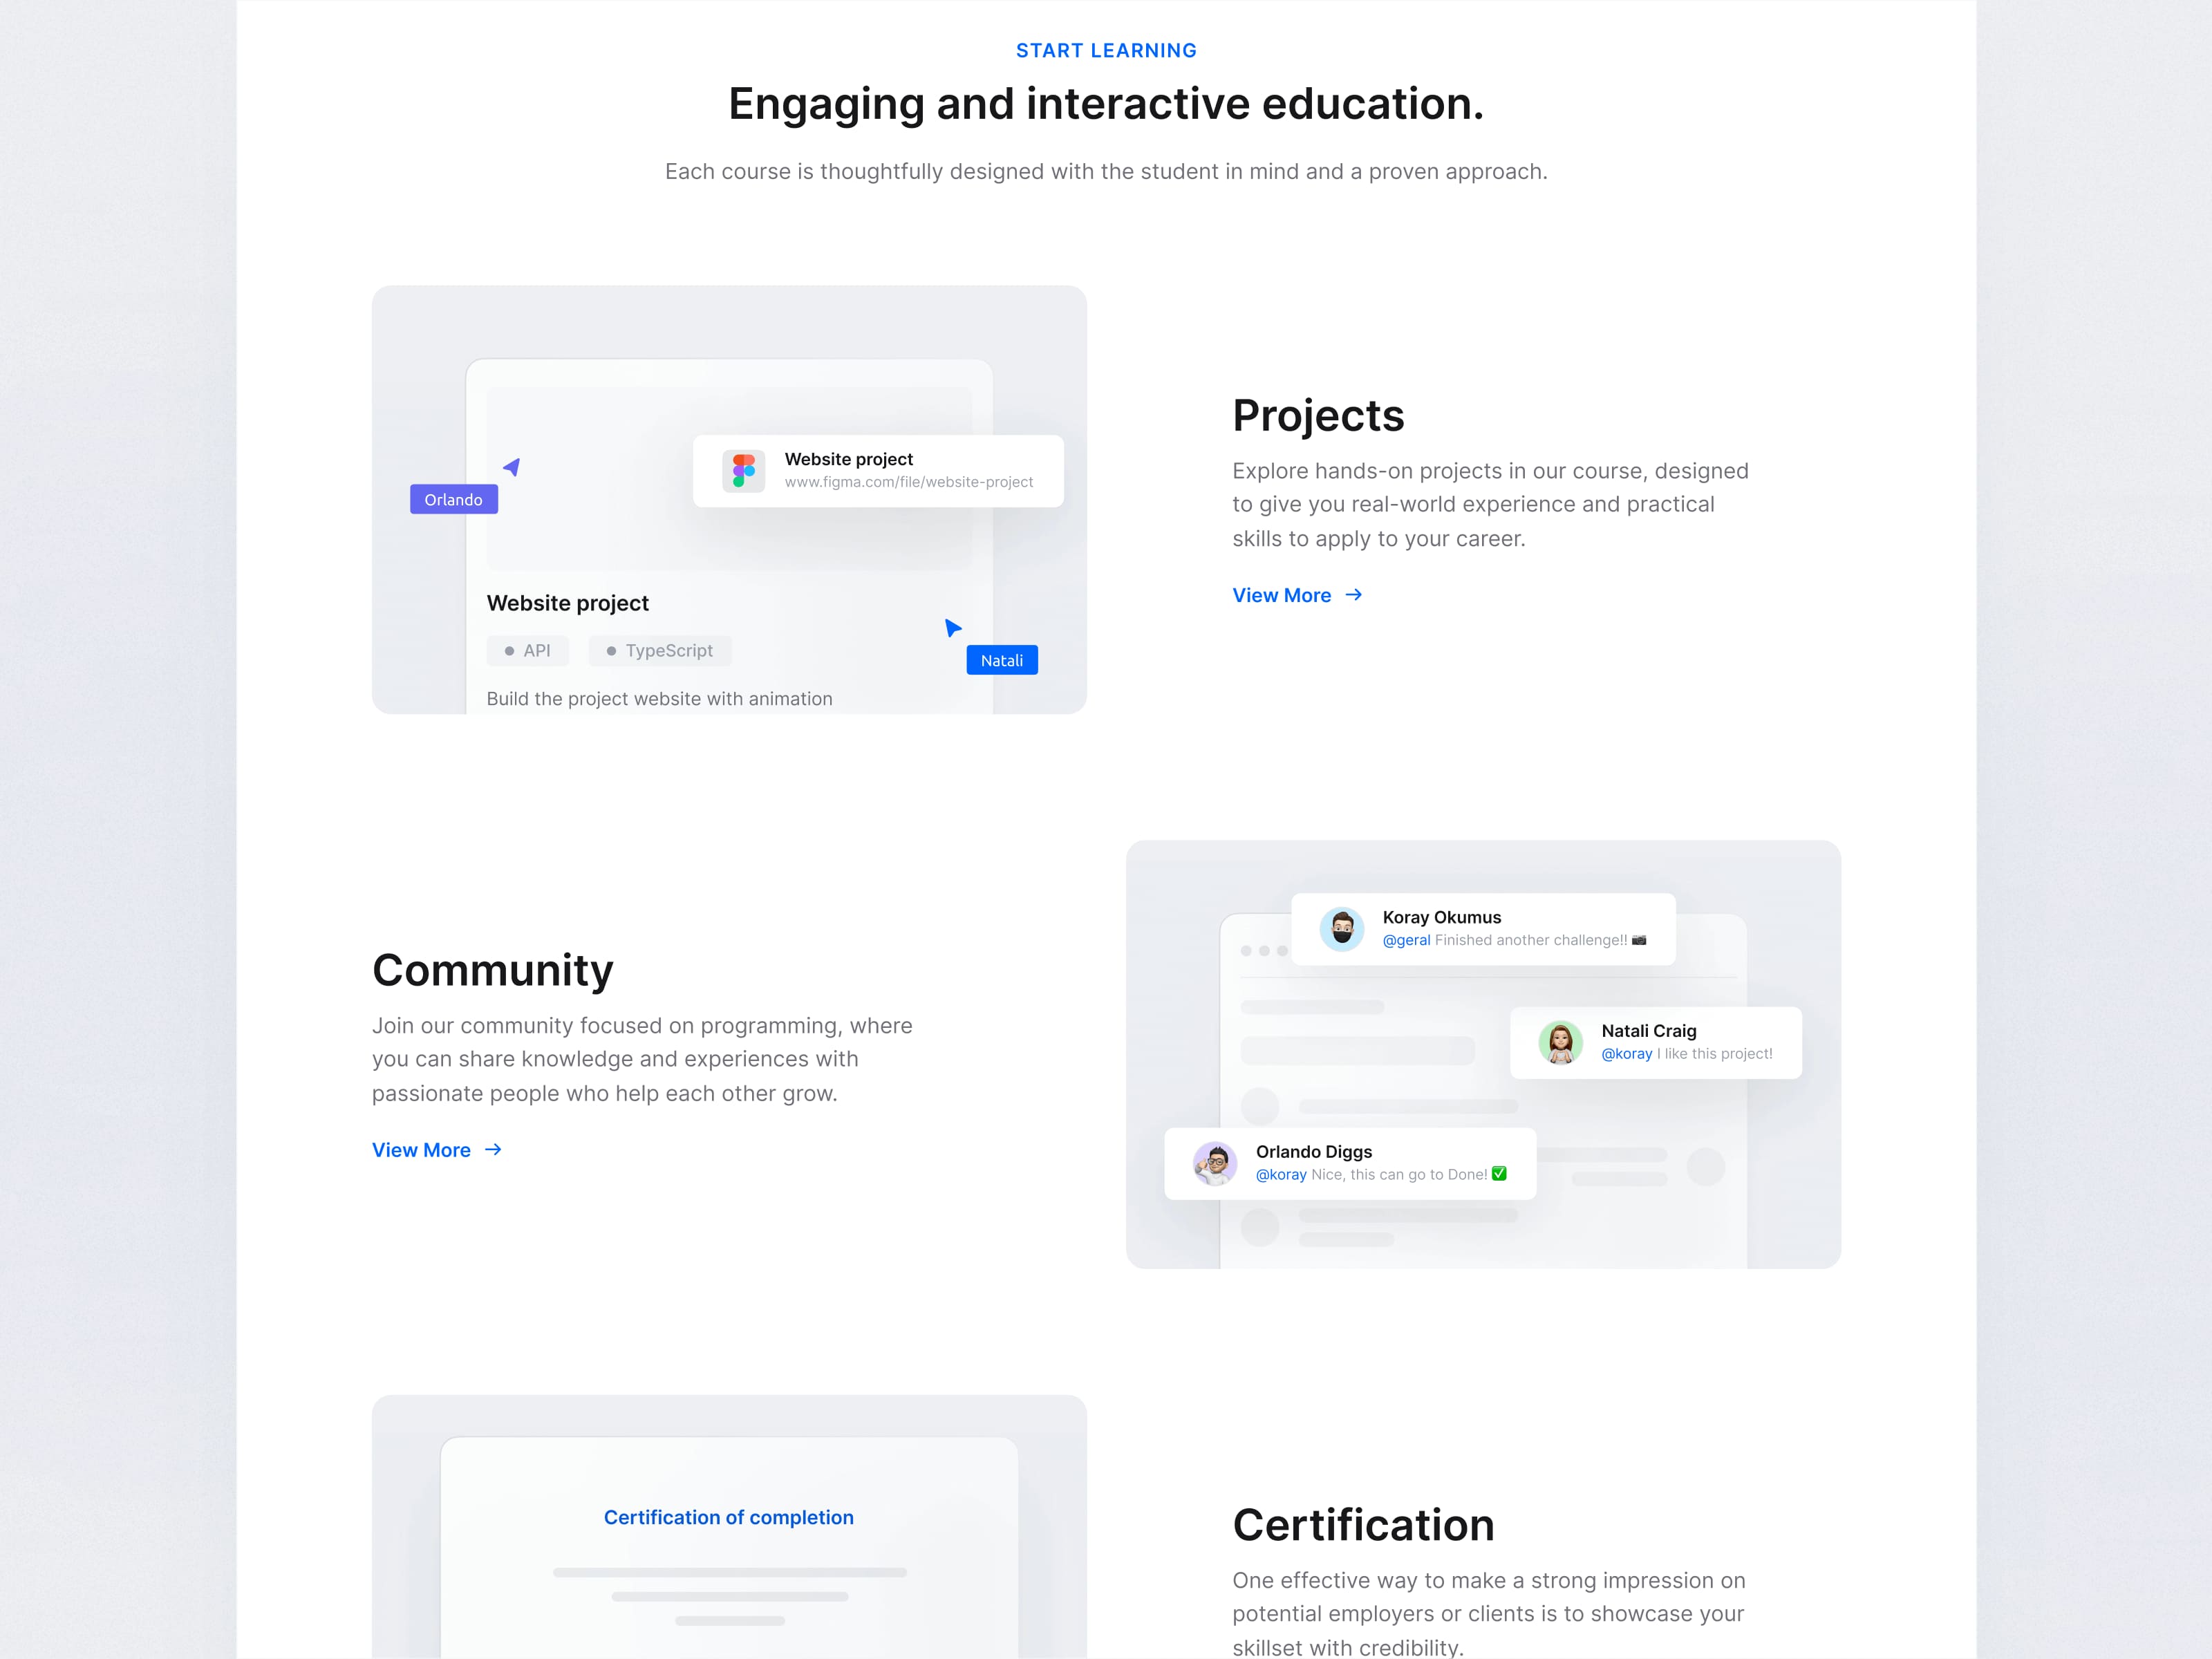 START LEARNING
Engaging and interactive education.
Each course is thoughtfully designed with the student in mind and a proven approach.
Website project
www.figma.com/file/website-project
Orlando
Website project
API
TypeScript
Natali
Build the project website with animation
Projects
Explore hands-on projects in our course, designed
to give you real-world experience and practical
skills to apply to your career.
View More →
Community
Join our community focused on programming, where
you can share knowledge and experiences with
passionate people who help each other grow.
View More →
Koray Okumus
@geral Finished another challenge!! 📷
Natali Craig
@koray I like this project!
Orlando Diggs
@koray Nice, this can go to Done! ✅
Certification of completion
Certification
One effective way to make a strong impression on
potential employers or clients is to showcase your
skillset with credibility.